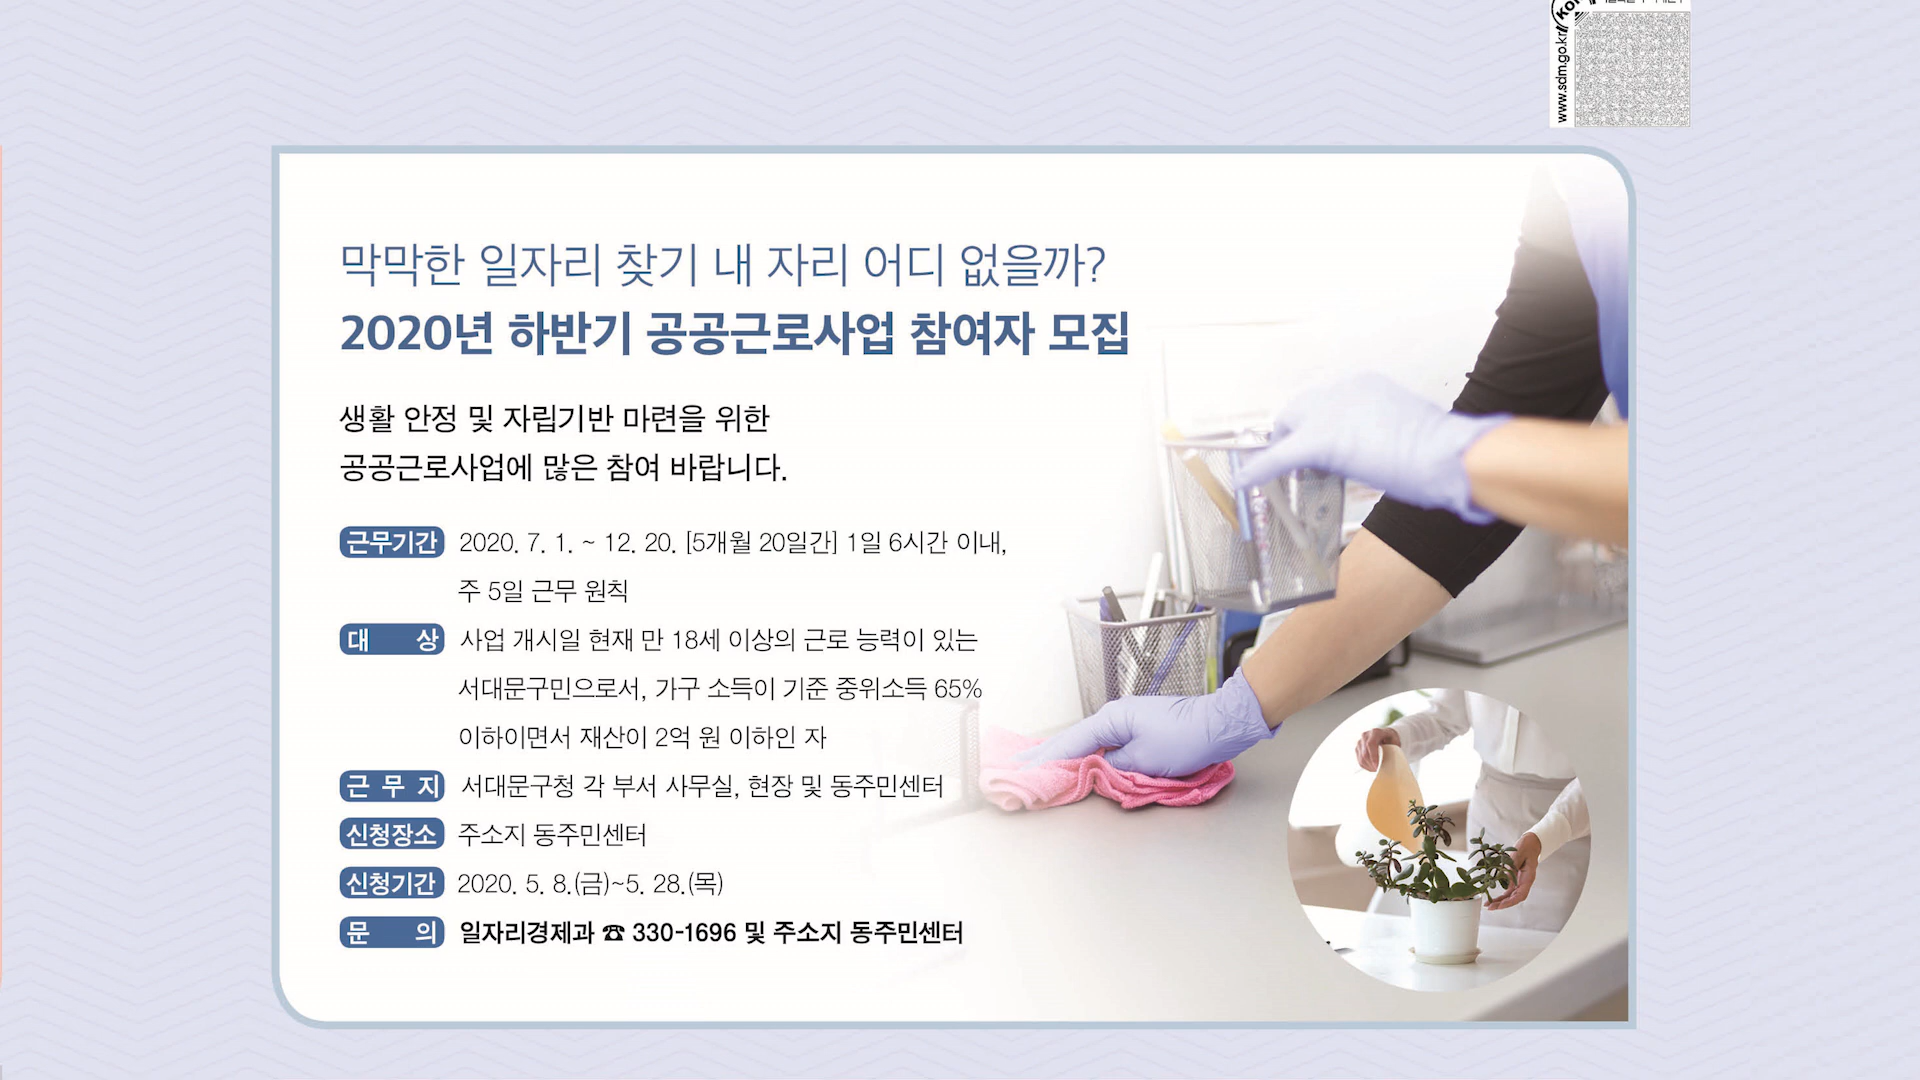 www.sdm.go.kr
막막한 일자리 찾기 내 자리 어디 없을까?
2020년 하반기 공공근로사업 참여자 모집
생활 안정 및 자립기반 마련을 위한
공공근로사업에 많은 참여 바랍니다.
근무기간 2020. 7. 1. ~ 12. 20. [5개월 20일간] 1일 6시간 이내,
주 5일 근무 원칙
대 상 사업 개시일 현재 만 18세 이상의 근로 능력이 있는
서대문구민으로서, 가구 소득이 기준 중위소득 65%
이하이면서 재산이 2억 원 이하인 자
근 무 지 서대문구청 각 부서 사무실, 현장 및 동주민센터
신청장소 주소지 동주민센터
신청기간 2020. 5. 8.(금)~5. 28.(목)
문 의 일자리경제과 ☎ 330-1696 및 주소지 동주민센터